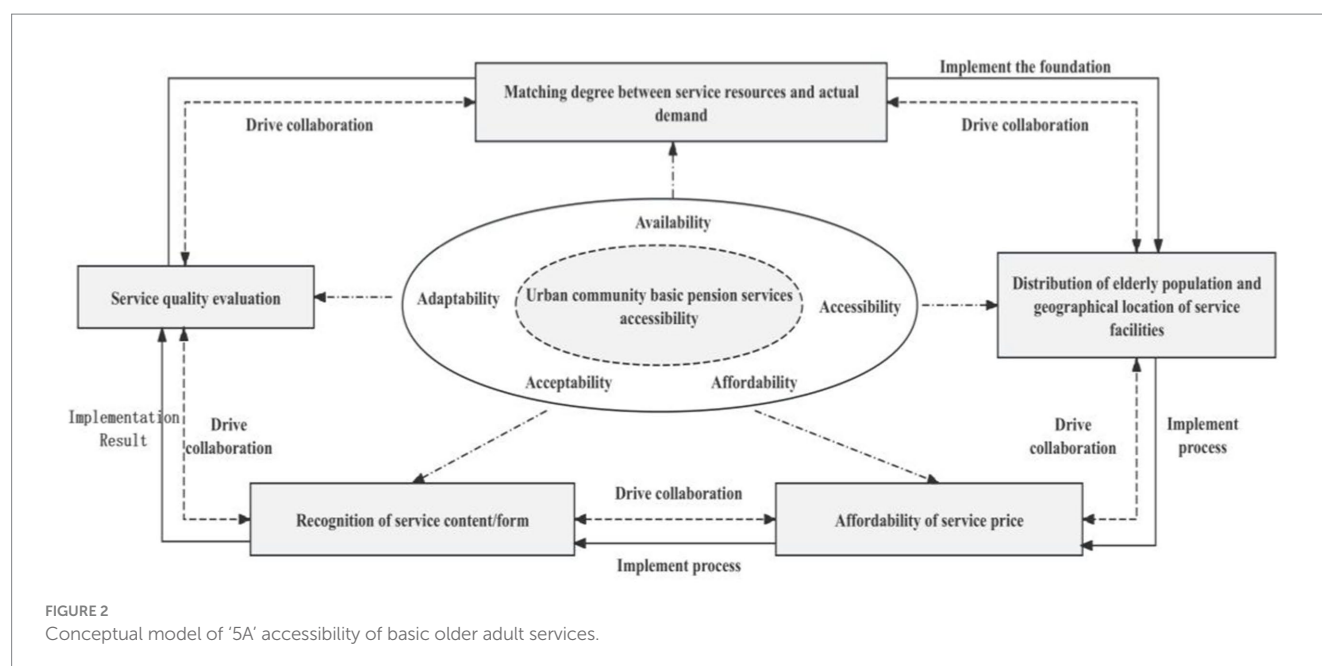 Implement the foundation
Matching degree between service resources and actual
demand
Drive collaboration
Drive collaboration
Availability
Service quality evaluation
Adaptability
Urban community basic pension services
accessibility
Accessibility
Distribution of elderly population and
geographical location of service
facilities
Acceptability
Affordability
Implementation
Result
Drive
collaboration
Drive
collaboration
Implement
process
Recognition of service content/form
Drive collaboration
Affordability of service price
Implement process
FIGURE 2
Conceptual model of ‘5A’ accessibility of basic older adult services.